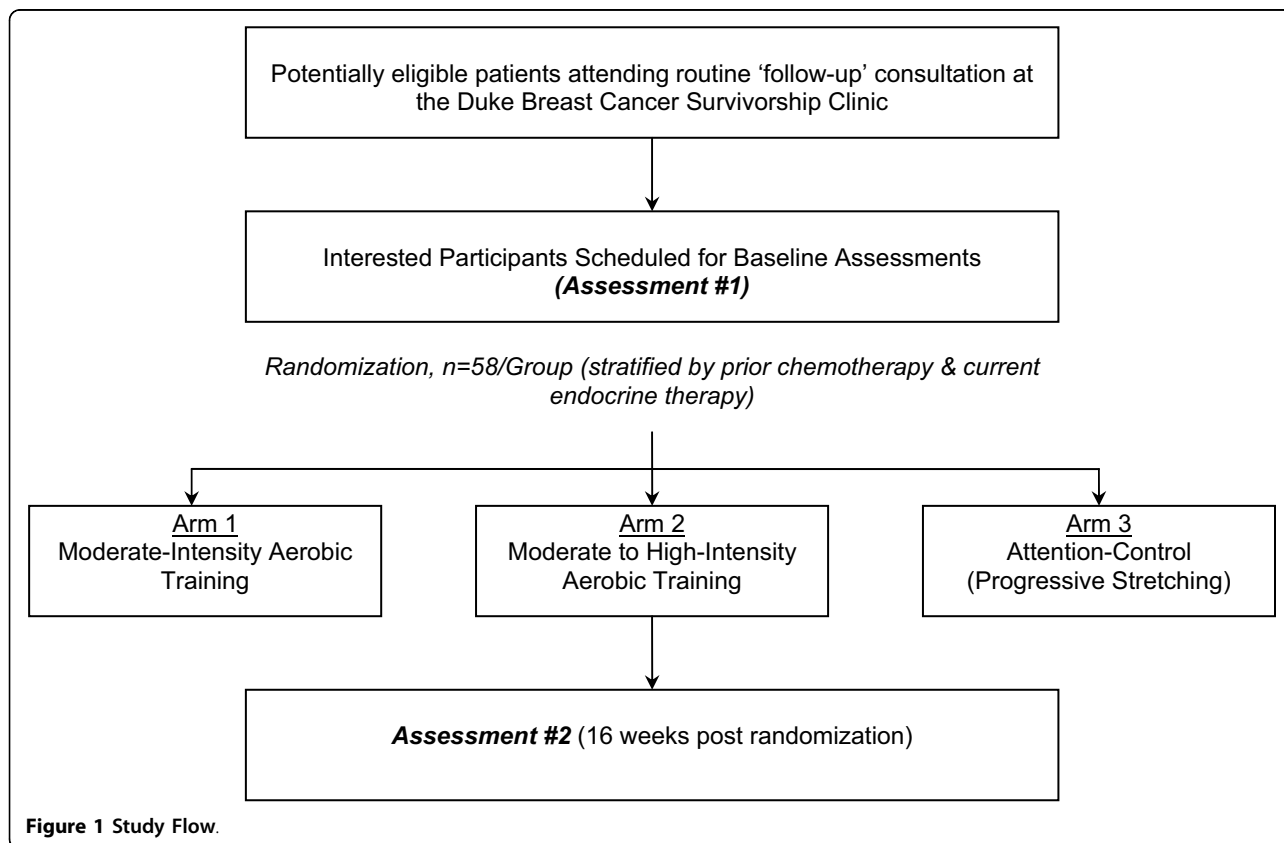 Potentially eligible patients attending routine ‘follow-up’ consultation at
the Duke Breast Cancer Survivorship Clinic
Interested Participants Scheduled for Baseline Assessments
(Assessment #1)
Randomization, n=58/Group (stratified by prior chemotherapy & current
endocrine therapy)
Arm 1
Moderate-Intensity Aerobic
Training
Arm 2
Moderate to High-Intensity
Aerobic Training
Arm 3
Attention-Control
(Progressive Stretching)
Assessment #2 (16 weeks post randomization)
Figure 1 Study Flow.